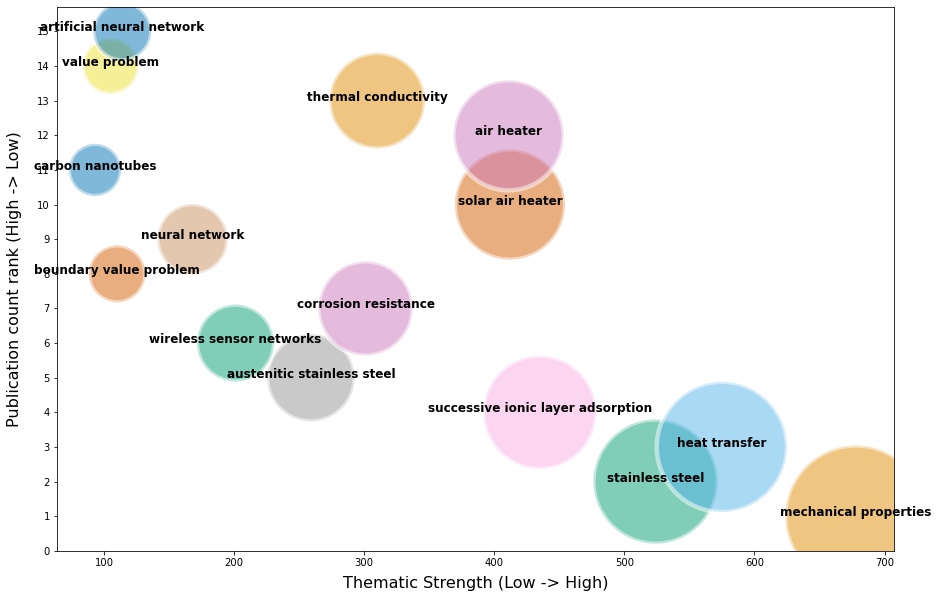 15
artificial neural network
14
value problem
13
thermal conductivity
12
air heater
11
carbon nanotubes
10
solar air heater
9
neural network
8
boundary value problem
7
corrosion resistance
6
wireless sensor networks
5
austenitic stainless steel
4
successive ionic layer adsorption
3
heat transfer
2
stainless steel
1
mechanical properties
0
100 200 300 400 500 600 700
Thematic Strength (Low -> High)
Publication count rank (High -> Low)